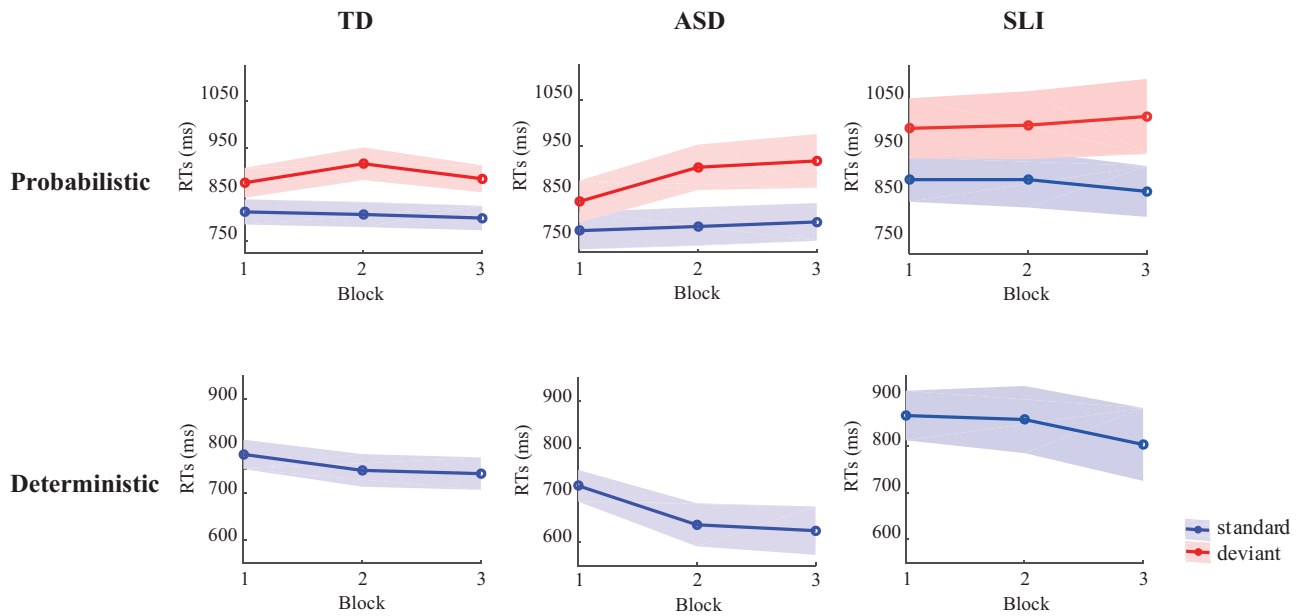 TD ASD SLI
Probabilistic
RTs (ms)
1050
950
850
750
1 2 3
Block
RTs (ms)
1050
950
850
750
1 2 3
Block
RTs (ms)
1050
950
850
750
1 2 3
Block
Deterministic
RTs (ms)
900
800
700
600
1 2 3
Block
RTs (ms)
900
800
700
600
1 2 3
Block
RTs (ms)
900
800
700
600
1 2 3
Block
standard
deviant